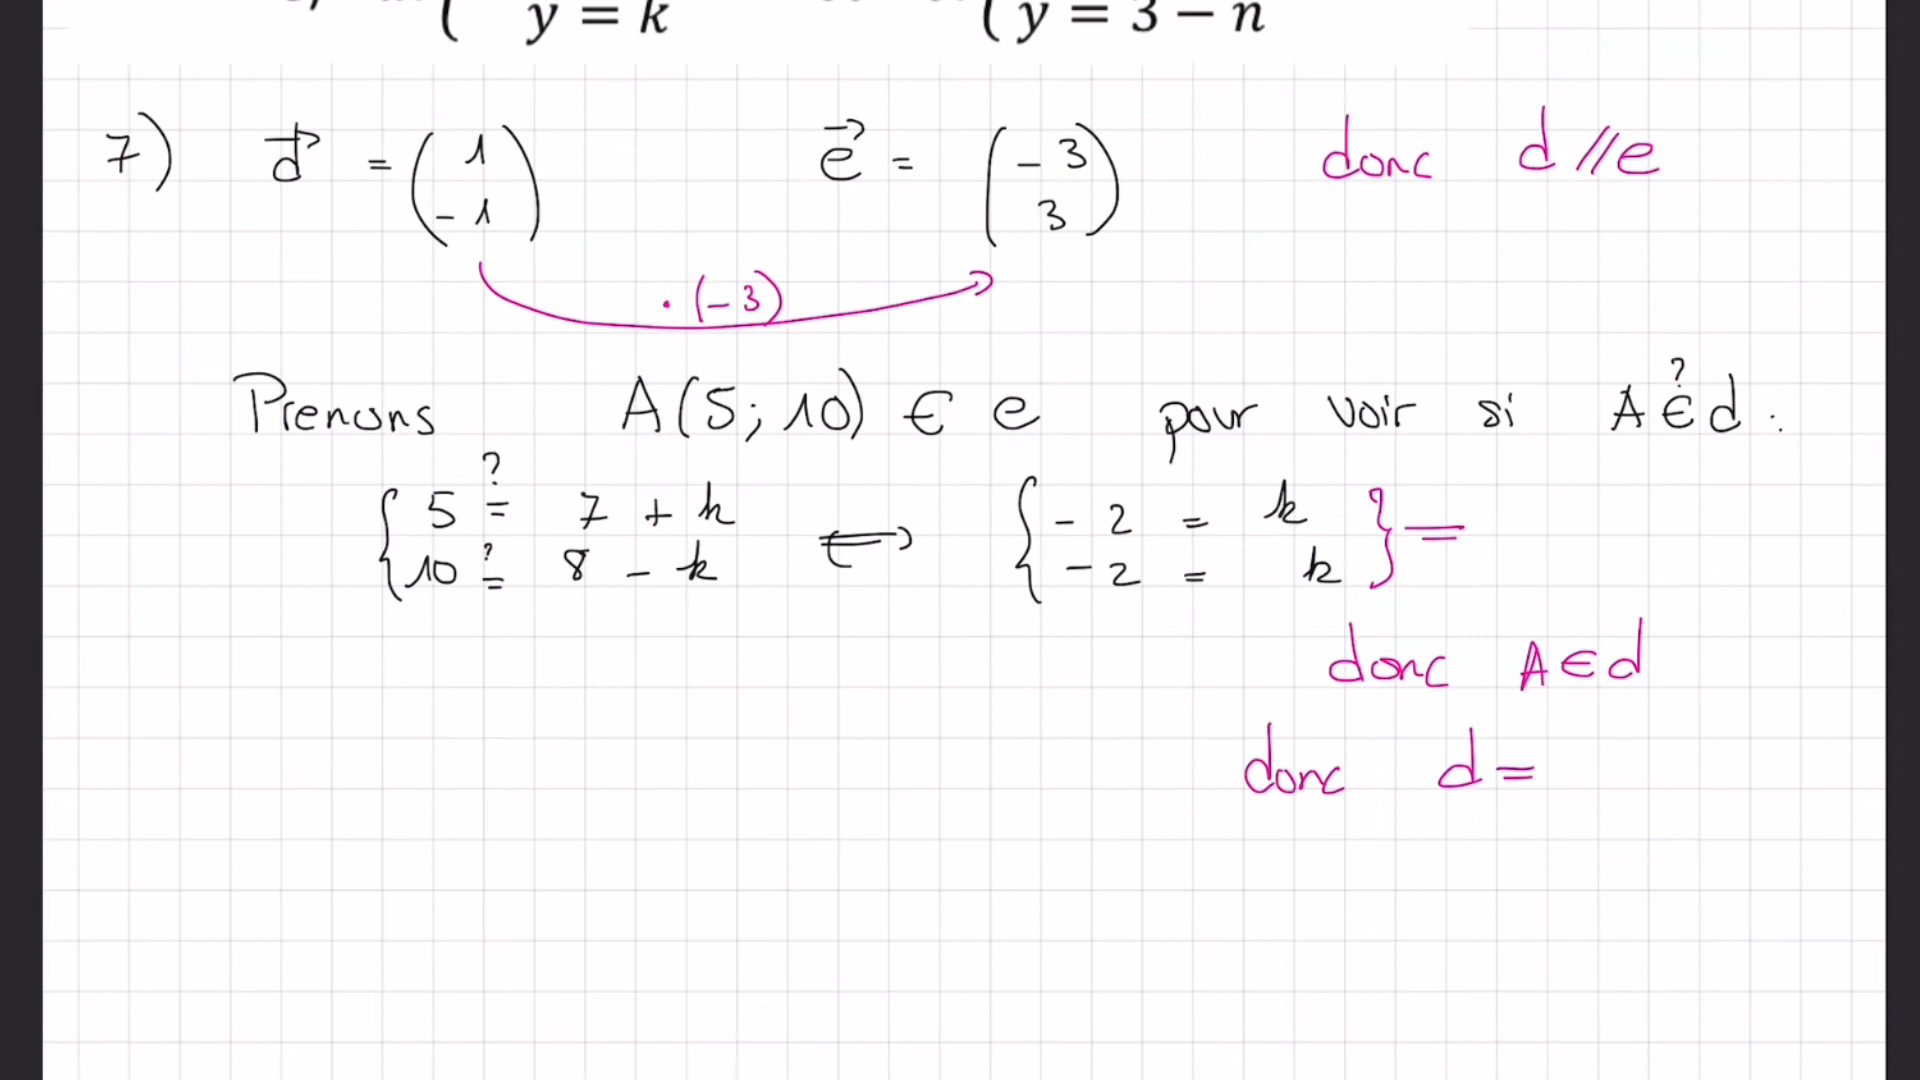 y = k y = 3 − n
7) d⃗ = (1 -1) e⃗ = (-3 3) donc d // e
· (-3)
Prenons A(5; 10) ∈ e pour voir si A ∈? d :
{ 5 ?= 7 + k ⟺ { -2 = k } =
10 ?= 8 - k -2 = k
donc A ∈ d
donc d =